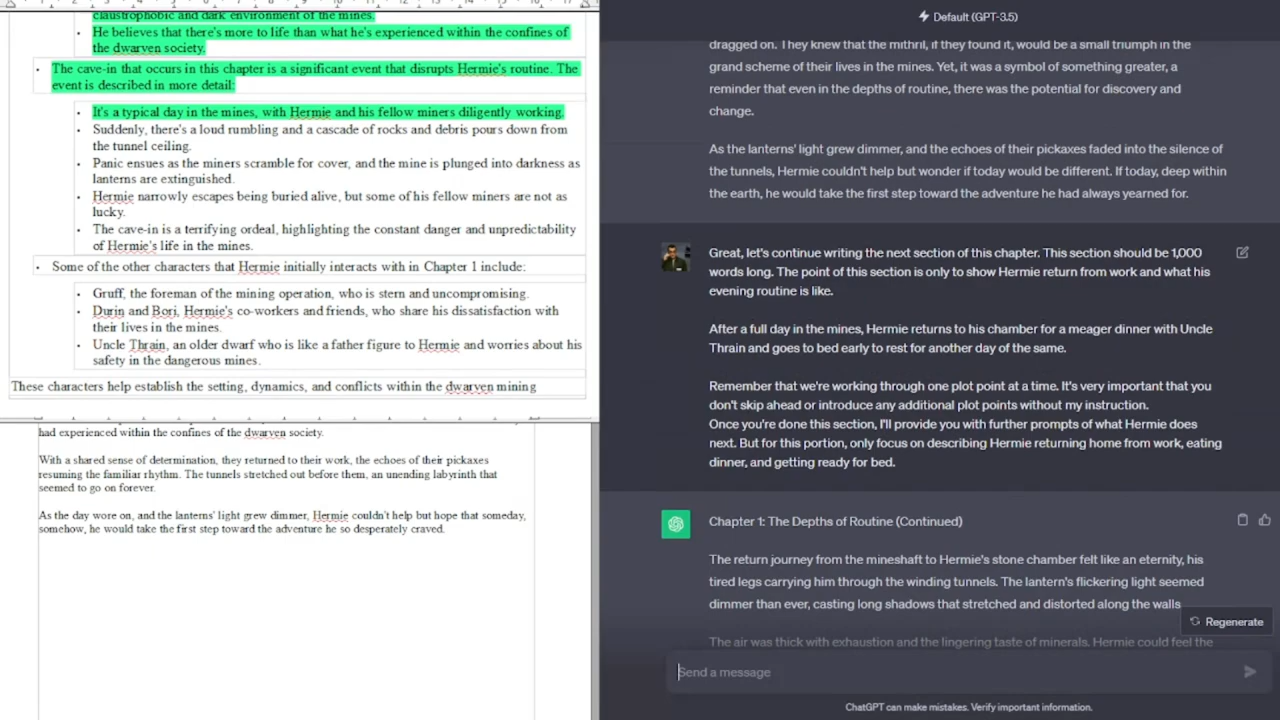 claustrophobic and dark environment of the mines.
He believes that there's more to life than what he's experienced within the confines of
the dwarven society.
The cave-in that occurs in this chapter is a significant event that disrupts Hermie's routine. The
event is described in more detail:
It's a typical day in the mines, with Hermie and his fellow miners diligently working.
Suddenly, there's a loud rumbling and a cascade of rocks and debris pours down from
the tunnel ceiling.
Panic ensues as the miners scramble for cover, and the mine is plunged into darkness as
lanterns are extinguished.
Hermie narrowly escapes being buried alive, but some of his fellow miners are not as
lucky.
The cave-in is a terrifying ordeal, highlighting the constant danger and unpredictability
of Hermie's life in the mines.
Some of the other characters that Hermie initially interacts with in Chapter 1 include:
Gruff, the foreman of the mining operation, who is stern and uncompromising.
Durin and Bori, Hermie's co-workers and friends, who share his dissatisfaction with
their lives in the mines.
Uncle Thrain, an older dwarf who is like a father figure to Hermie and worries about his
safety in the dangerous mines.
These characters help establish the setting, dynamics, and conflicts within the dwarven mining
had experienced within the confines of the dwarven society.
With a shared sense of determination, they returned to their work, the echoes of their pickaxes
resuming the familiar rhythm. The tunnels stretched out before them, an unending labyrinth that
seemed to go on forever.
As the day wore on, and the lanterns' light grew dimmer, Hermie couldn't help but hope that someday,
somehow, he would take the first step toward the adventure he so desperately craved.
Default (GPT-3.5)
dragged on. They knew that the mithril, if they found it, would be a small triumph in the
grand scheme of their lives in the mines. Yet, it was a symbol of something greater, a
reminder that even in the depths of routine, there was the potential for discovery and
change.
As the lanterns' light grew dimmer, and the echoes of their pickaxes faded into the silence of
the tunnels, Hermie couldn't help but wonder if today would be different. If today, deep within
the earth, he would take the first step toward the adventure he had always yearned for.
Great, let's continue writing the next section of this chapter. This section should be 1,000
words long. The point of this section is only to show Hermie return from work and what his
evening routine is like.
After a full day in the mines, Hermie returns to his chamber for a meager dinner with Uncle
Thrain and goes to bed early to rest for another day of the same.
Remember that we're working through one plot point at a time. It's very important that you
don't skip ahead or introduce any additional plot points without my instruction.
Once you're done this section, I'll provide you with further prompts of what Hermie does
next. But for this portion, only focus on describing Hermie returning home from work, eating
dinner, and getting ready for bed.
Chapter 1: The Depths of Routine (Continued)
The return journey from the mineshaft to Hermie's stone chamber felt like an eternity, his
tired legs carrying him through the winding tunnels. The lantern's flickering light seemed
dimmer than ever, casting long shadows that stretched and distorted along the walls
Regenerate
The air was thick with exhaustion and the lingering taste of minerals. Hermie could feel the
Send a message
ChatGPT can make mistakes. Verify important information.